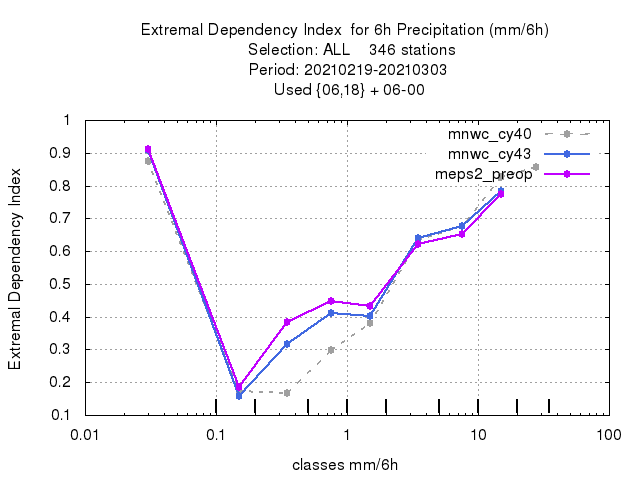 Extremal Dependency Index  for 6h Precipitation (mm/6h)
Selection: ALL    346 stations
Period: 20210219-20210303
Used {06,18} + 06-00
mnwc_cy40
mnwc_cy43
meps2_preop
Extremal Dependency Index
1
0.9
0.8
0.7
0.6
0.5
0.4
0.3
0.2
0.1
0.01
0.1
1
10
100
classes mm/6h